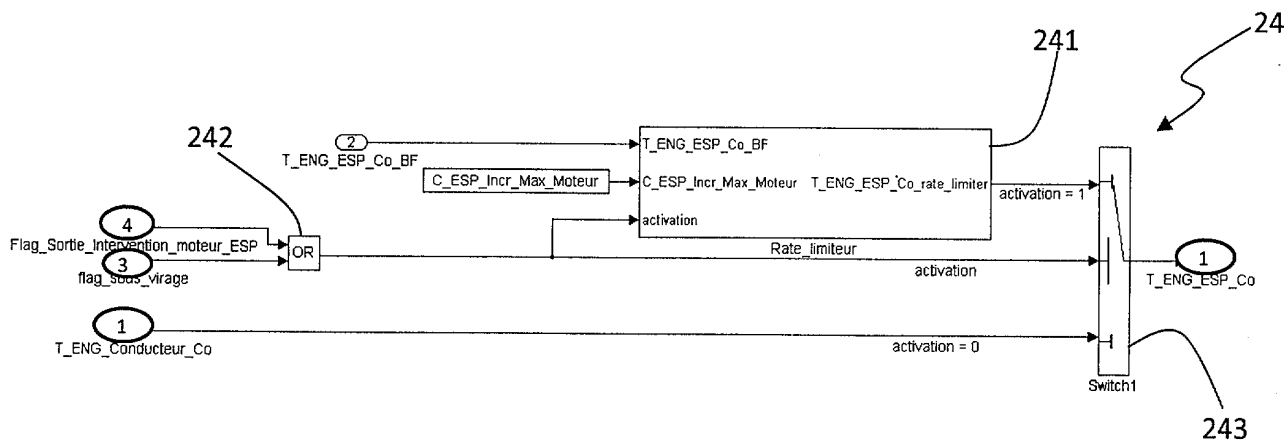 24
241
242
2
T_ENG_ESP_Co_BF
T_ENG_ESP_Co_BF
C_ESP_Incr_Max_Moteur
C_ESP_Incr_Max_Moteur
T_ENG_ESP_Co_rate_limiter
activation = 1
activation
Rate_limiteur
4
Flag_Sortie_Intervention_moteur_ESP
OR
3
flag_sous_virage
activation
1
T_ENG_ESP_Co
1
T_ENG_Conducteur_Co
activation = 0
Switch1
243